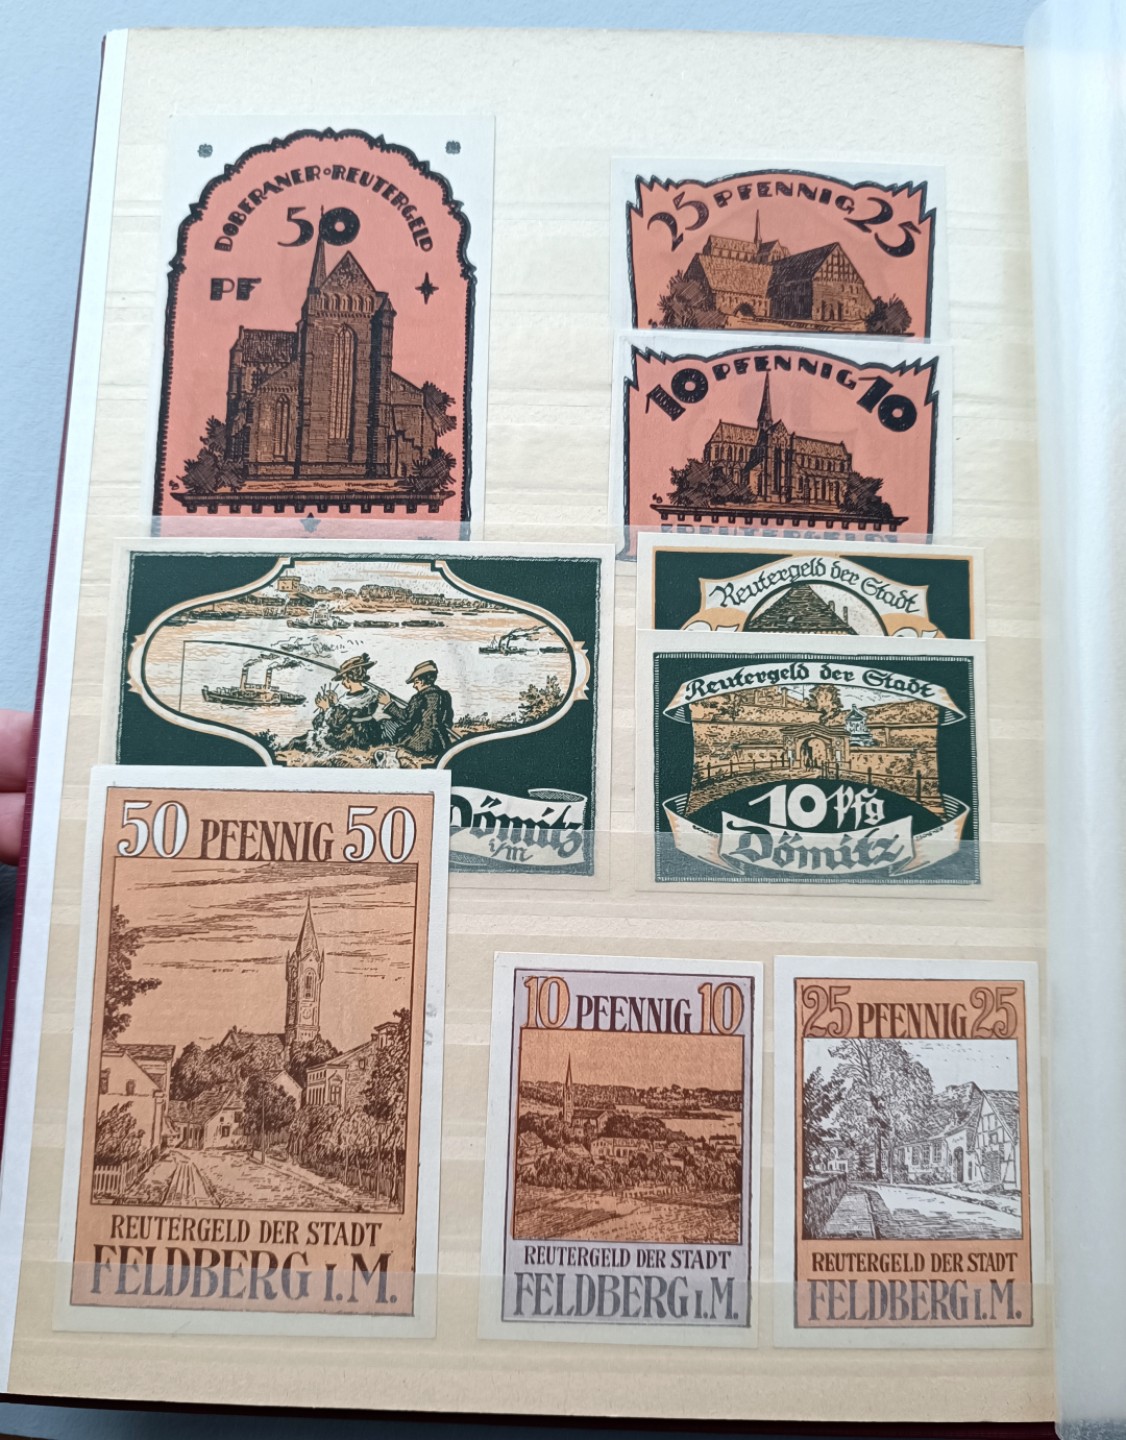 DOBERANER REUTERGELD
50
PF
25 PFENNIG 25
10 PFENNIG 10
REUTERGELD
Reutergeld der Stadt
Dömitz
i/m
Reutergeld der Stadt
10 Pfg
Dömitz
50 PFENNIG 50
REUTERGELD DER STADT
FELDBERG I.M.
10 PFENNIG 10
REUTERGELD DER STADT
FELDBERG I.M.
25 PFENNIG 25
REUTERGELD DER STADT
FELDBERG I.M.